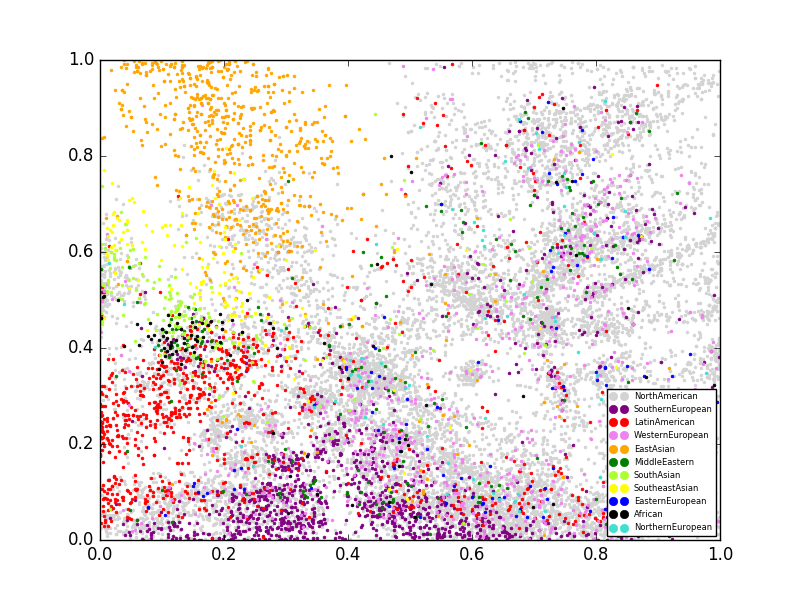 1.0
0.8
0.6
0.4
0.2
0.0
0.0 0.2 0.4 0.6 0.8 1.0
NorthAmerican
SouthernEuropean
LatinAmerican
WesternEuropean
EastAsian
MiddleEastern
SouthAsian
SoutheastAsian
EasternEuropean
African
NorthernEuropean